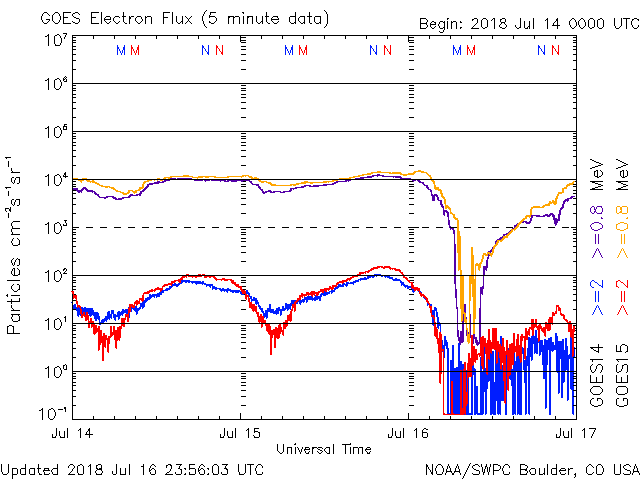 GOES Electron Flux (5 minute data)
Begin: 2018 Jul 14 0000 UTC
M M N N M M N N M M N N
10⁷
10⁶
10⁵
10⁴
10³
10²
10¹
10⁰
10⁻¹
Particles cm⁻²s⁻¹sr⁻¹
Jul 14 Jul 15 Jul 16 Jul 17
Universal Time
GOES14 >=2 >=0.8 MeV
GOES15 >=2 >=0.8 MeV
Updated 2018 Jul 16 23:56:03 UTC
NOAA/SWPC Boulder, CO USA